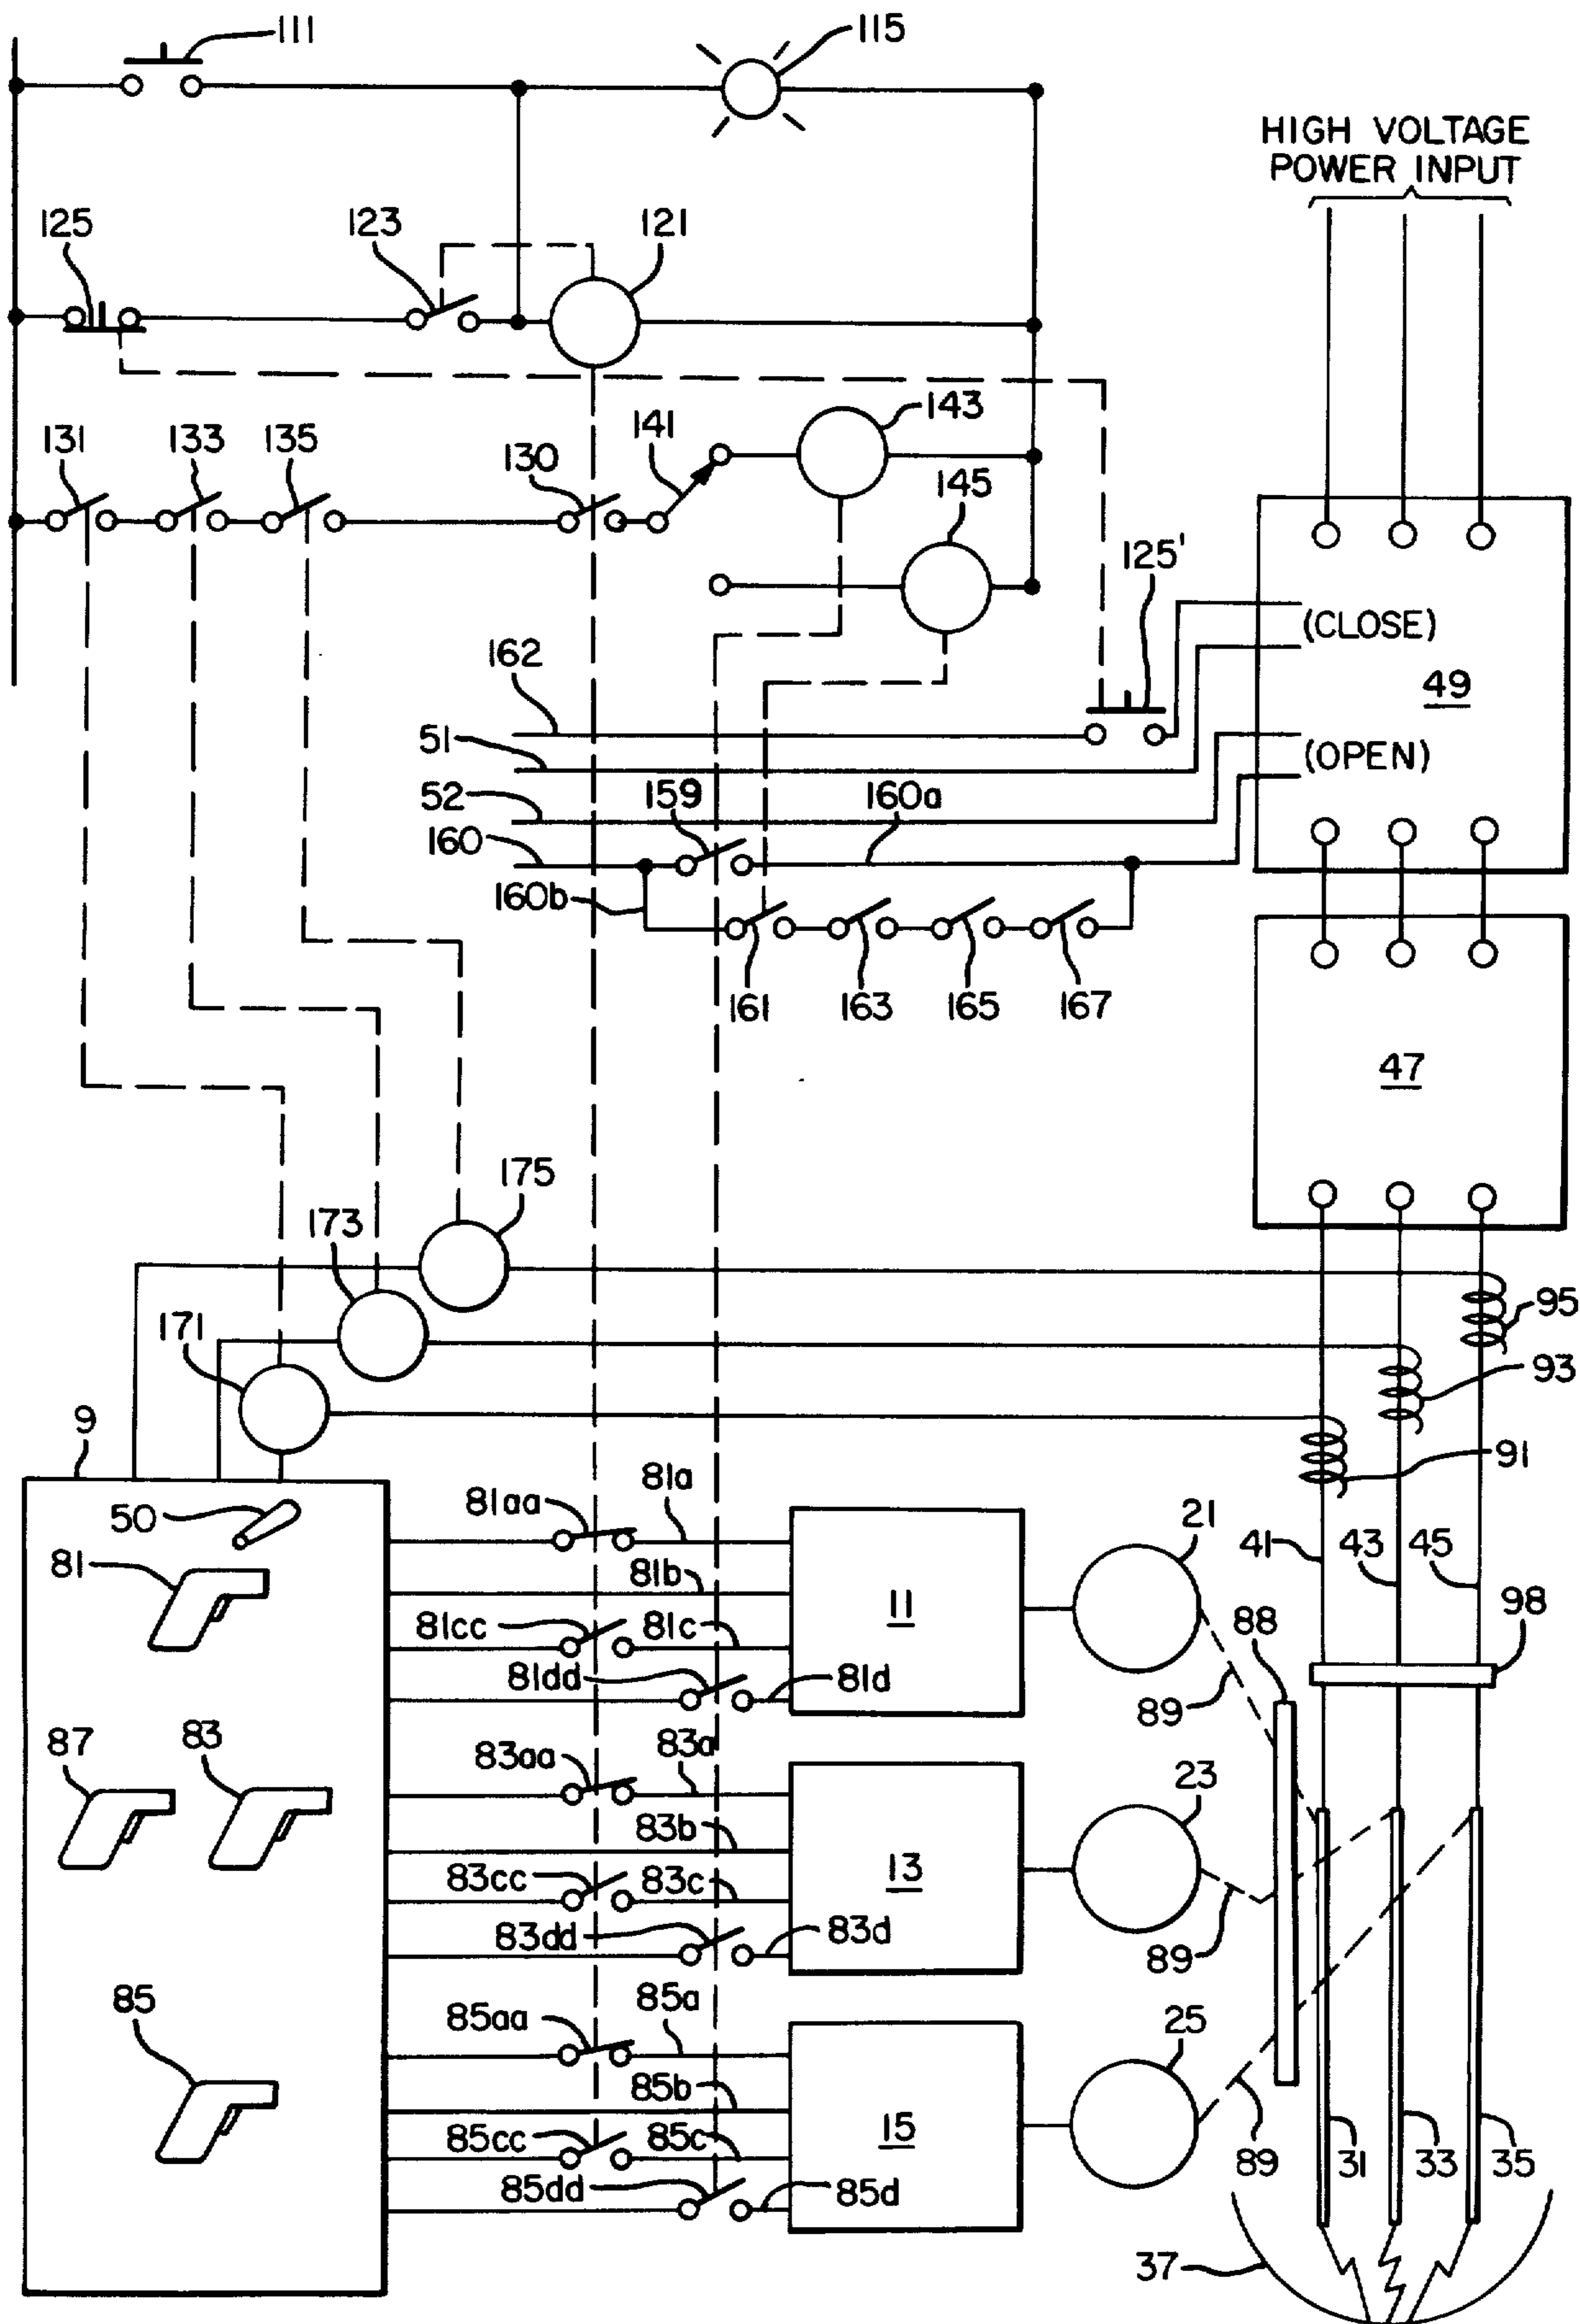 111
115
HIGH VOLTAGE
POWER INPUT
125
123
121
131
133
135
130
141
143
145
125'
162
(CLOSE)
49
51
(OPEN)
52
159
160a
160
160b
161
163
165
167
47
175
173
171
95
93
91
9
50
81aa
81a
21
41
43
45
81
81b
11
98
81cc
81c
88
81dd
81d
89
87
83
83aa
83a
23
83b
13
83cc
83c
83dd
83d
89
85
85aa
85a
25
85b
15
85cc
85c
89
31
33
35
85dd
85d
37